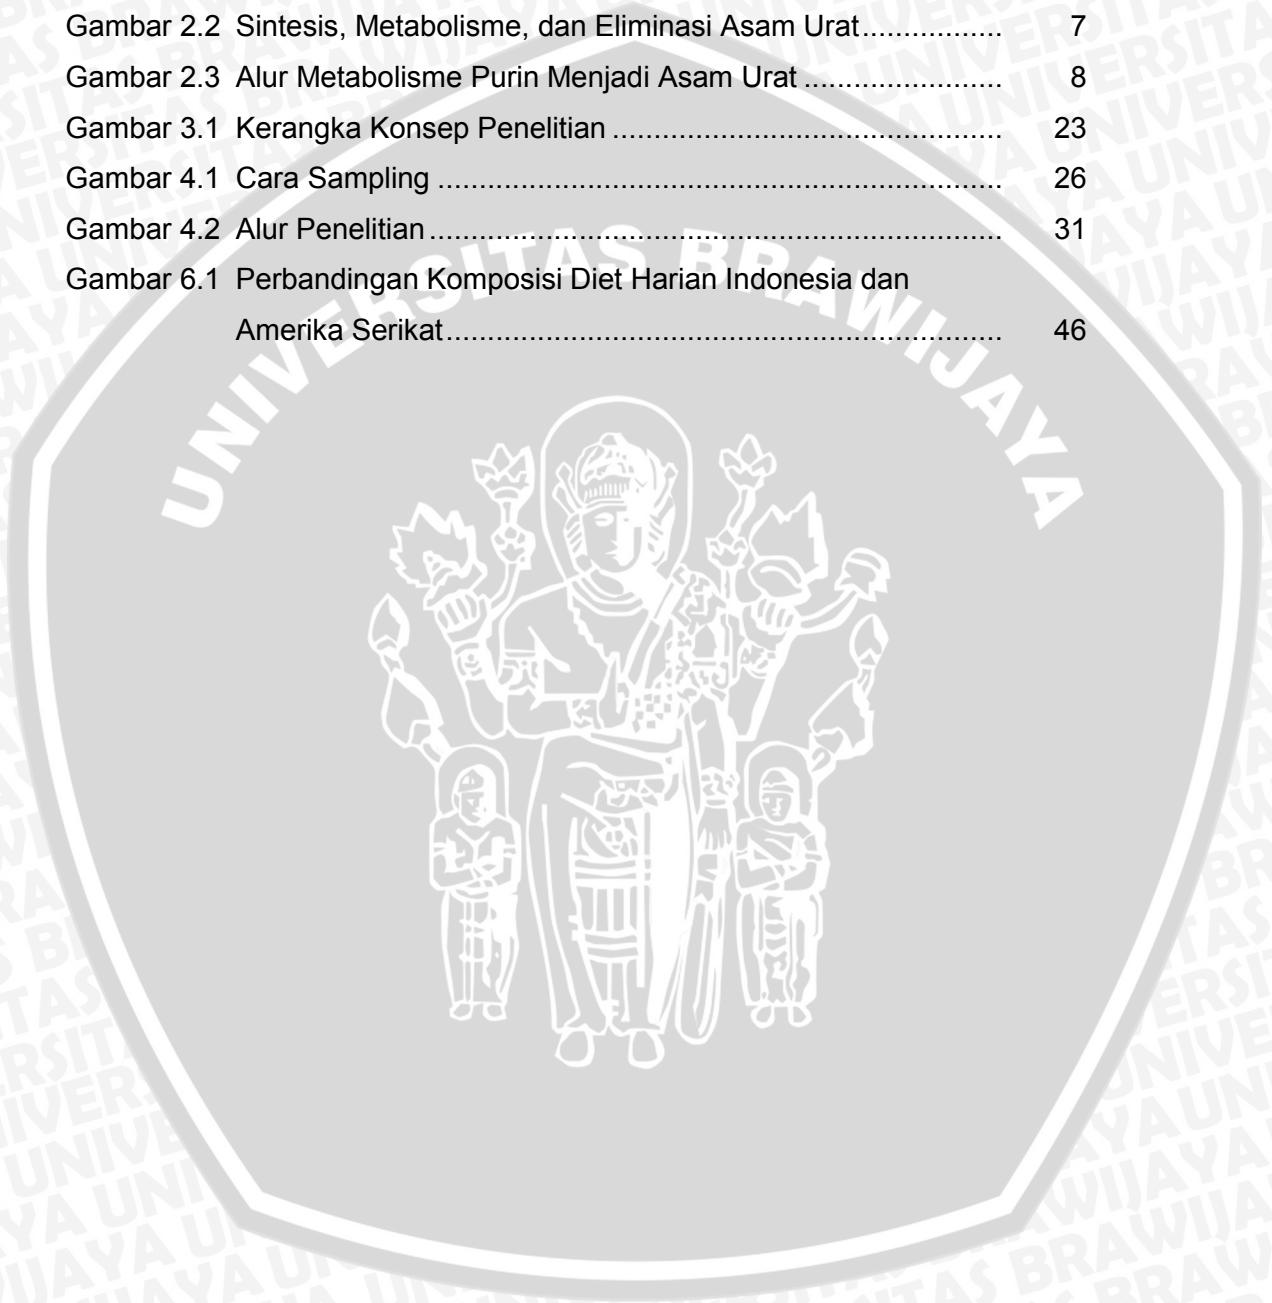 Gambar 2.2 Sintesis, Metabolisme, dan Eliminasi Asam Urat................. 7
Gambar 2.3 Alur Metabolisme Purin Menjadi Asam Urat ........................ 8
Gambar 3.1 Kerangka Konsep Penelitian ............................................... 23
Gambar 4.1 Cara Sampling .................................................................... 26
Gambar 4.2 Alur Penelitian ..................................................................... 31
Gambar 6.1 Perbandingan Komposisi Diet Harian Indonesia dan
Amerika Serikat................................................................... 46
UNIVERSITAS BRAWIJAYA